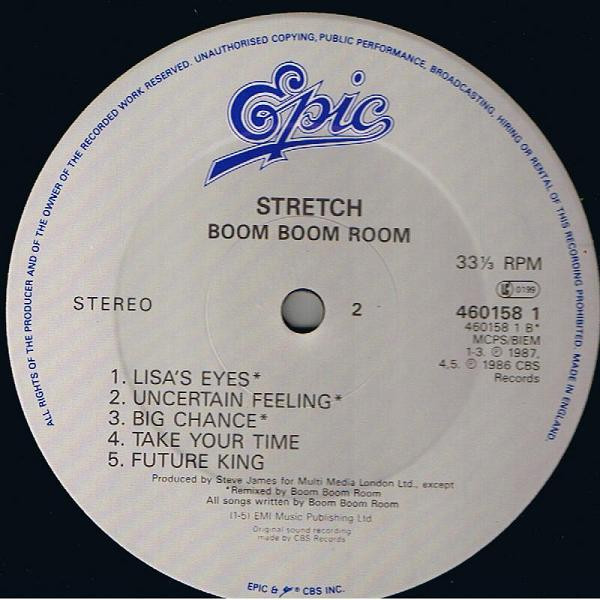 ALL RIGHTS OF THE PRODUCER AND OF THE OWNER OF THE RECORDED WORK RESERVED. UNAUTHORISED COPYING, PUBLIC PERFORMANCE, BROADCASTING, HIRING OR RENTAL OF THIS RECORDING PROHIBITED. MADE IN ENGLAND.
Epic
STRETCH
BOOM BOOM ROOM
33⅓ RPM
LC 0199
STEREO
2
460158 1
460158 1 B*
MCPS/BIEM
1-3. ℗ 1987,
4,5. ℗ 1986 CBS
Records
1. LISA'S EYES*
2. UNCERTAIN FEELING*
3. BIG CHANCE*
4. TAKE YOUR TIME
5. FUTURE KING
Produced by Steve James for Multi Media London Ltd., except
*Remixed by Boom Boom Room
All songs written by Boom Boom Room
(1-5) EMI Music Publishing Ltd
Original sound recording
made by CBS Records
EPIC & ® CBS INC.